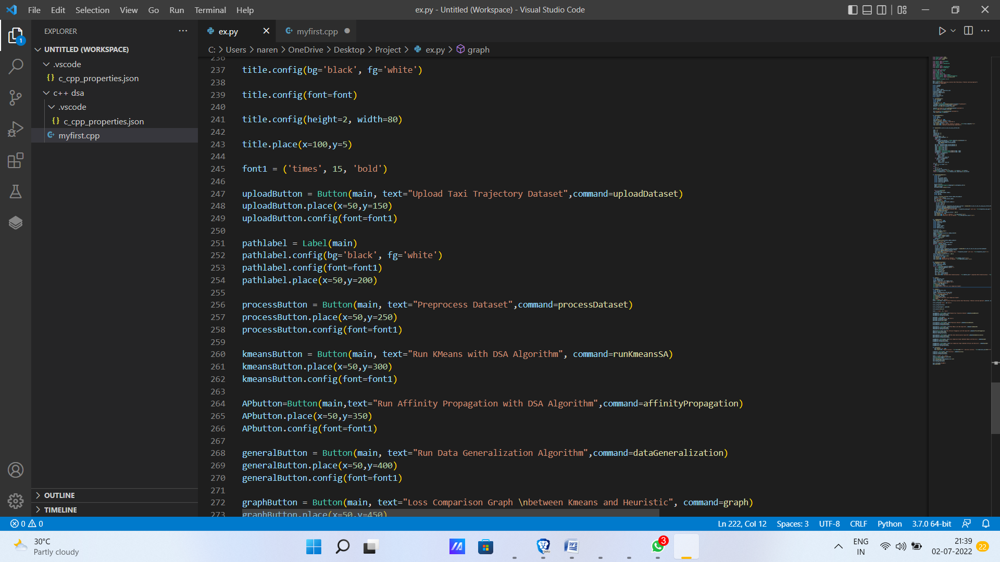 File Edit Selection View Go Run Terminal Help
ex.py - Untitled (Workspace) - Visual Studio Code
EXPLORER
ex.py
myfirst.cpp
1
UNTITLED (WORKSPACE)
.vscode
{} c_cpp_properties.json
c++ dsa
.vscode
{} c_cpp_properties.json
myfirst.cpp
OUTLINE
TIMELINE
C: > Users > naren > OneDrive > Desktop > Project > ex.py > graph
236
237 title.config(bg='black', fg='white')
238
239 title.config(font=font)
240
241 title.config(height=2, width=80)
242
243 title.place(x=100,y=5)
244
245 font1 = ('times', 15, 'bold')
246
247 uploadButton = Button(main, text="Upload Taxi Trajectory Dataset",command=uploadDataset)
248 uploadButton.place(x=50,y=150)
249 uploadButton.config(font=font1)
250
251 pathlabel = Label(main)
252 pathlabel.config(bg='black', fg='white')
253 pathlabel.config(font=font1)
254 pathlabel.place(x=50,y=200)
255
256 processButton = Button(main, text="Preprocess Dataset",command=processDataset)
257 processButton.place(x=50,y=250)
258 processButton.config(font=font1)
259
260 kmeansButton = Button(main, text="Run KMeans with DSA Algorithm", command=runKmeansSA)
261 kmeansButton.place(x=50,y=300)
262 kmeansButton.config(font=font1)
263
264 APbutton=Button(main,text="Run Affinity Propagation with DSA Algorithm",command=affinityPropagation)
265 APbutton.place(x=50,y=350)
266 APbutton.config(font=font1)
267
268 generalButton = Button(main, text="Run Data Generalization Algorithm",command=dataGeneralization)
269 generalButton.place(x=50,y=400)
270 generalButton.config(font=font1)
271
272 graphButton = Button(main, text="Loss Comparison Graph \nbetween Kmeans and Heuristic", command=graph)
273 graphButton.place(x=50,y=450)
0 0
Ln 222, Col 12 Spaces: 3 UTF-8 CRLF Python 3.7.0 64-bit
30°C
Partly cloudy
W
3
ENG
IN
21:39
02-07-2022
22